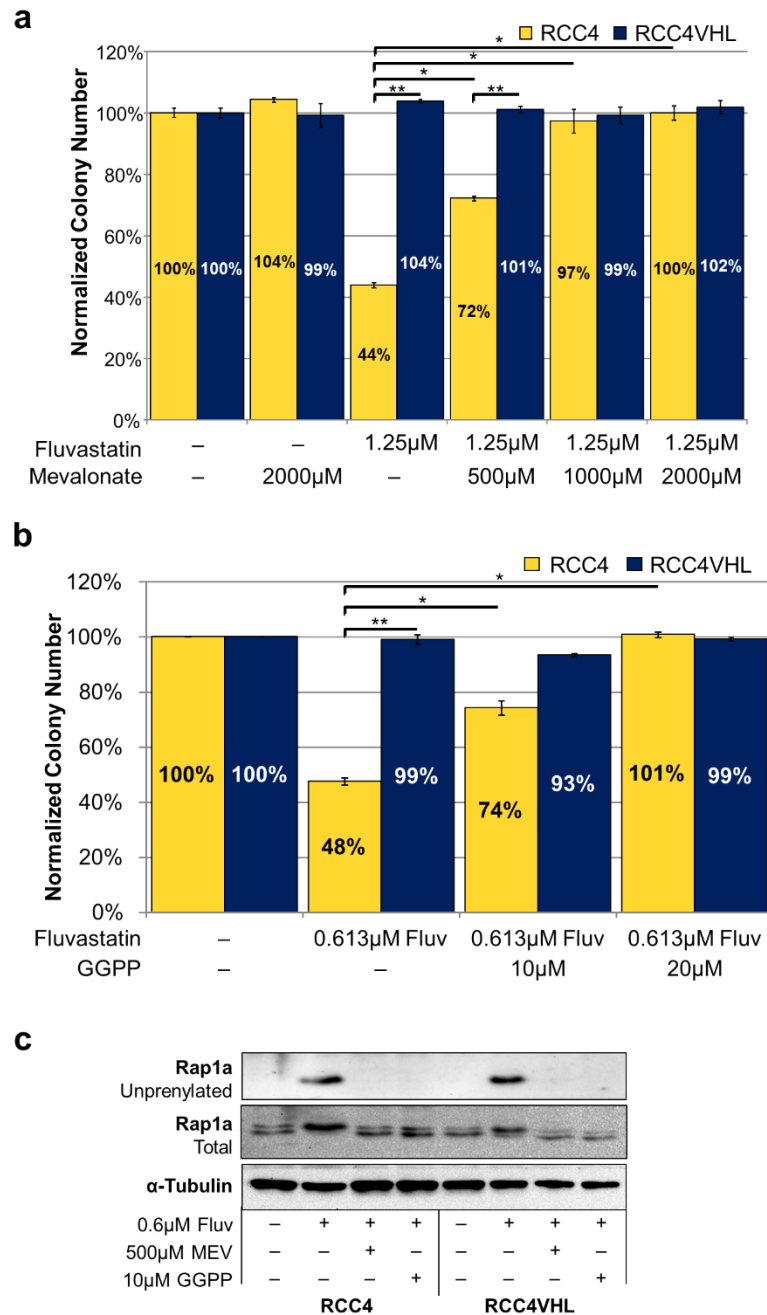 a
RCC4 RCC4VHL
120%
100%
80%
60%
40%
20%
0%
Normalized Colony Number
* 
*
*
** **
100% 100% 104% 99% 44% 104% 72% 101% 97% 99% 100% 102%
Fluvastatin – – 1.25µM 1.25µM 1.25µM 1.25µM
Mevalonate – 2000µM – 500µM 1000µM 2000µM
b
RCC4 RCC4VHL
120%
100%
80%
60%
40%
20%
0%
Normalized Colony Number
*
*
**
100% 100% 48% 99% 74% 93% 101% 99%
Fluvastatin – 0.613µM Fluv 0.613µM Fluv 0.613µM Fluv
GGPP – – 10µM 20µM
c
Rap1a
Unprenylated
Rap1a
Total
α-Tubulin
0.6µM Fluv – + + + – + + +
500µM MEV – – + – – – + –
10µM GGPP – – – + – – – +
RCC4 RCC4VHL